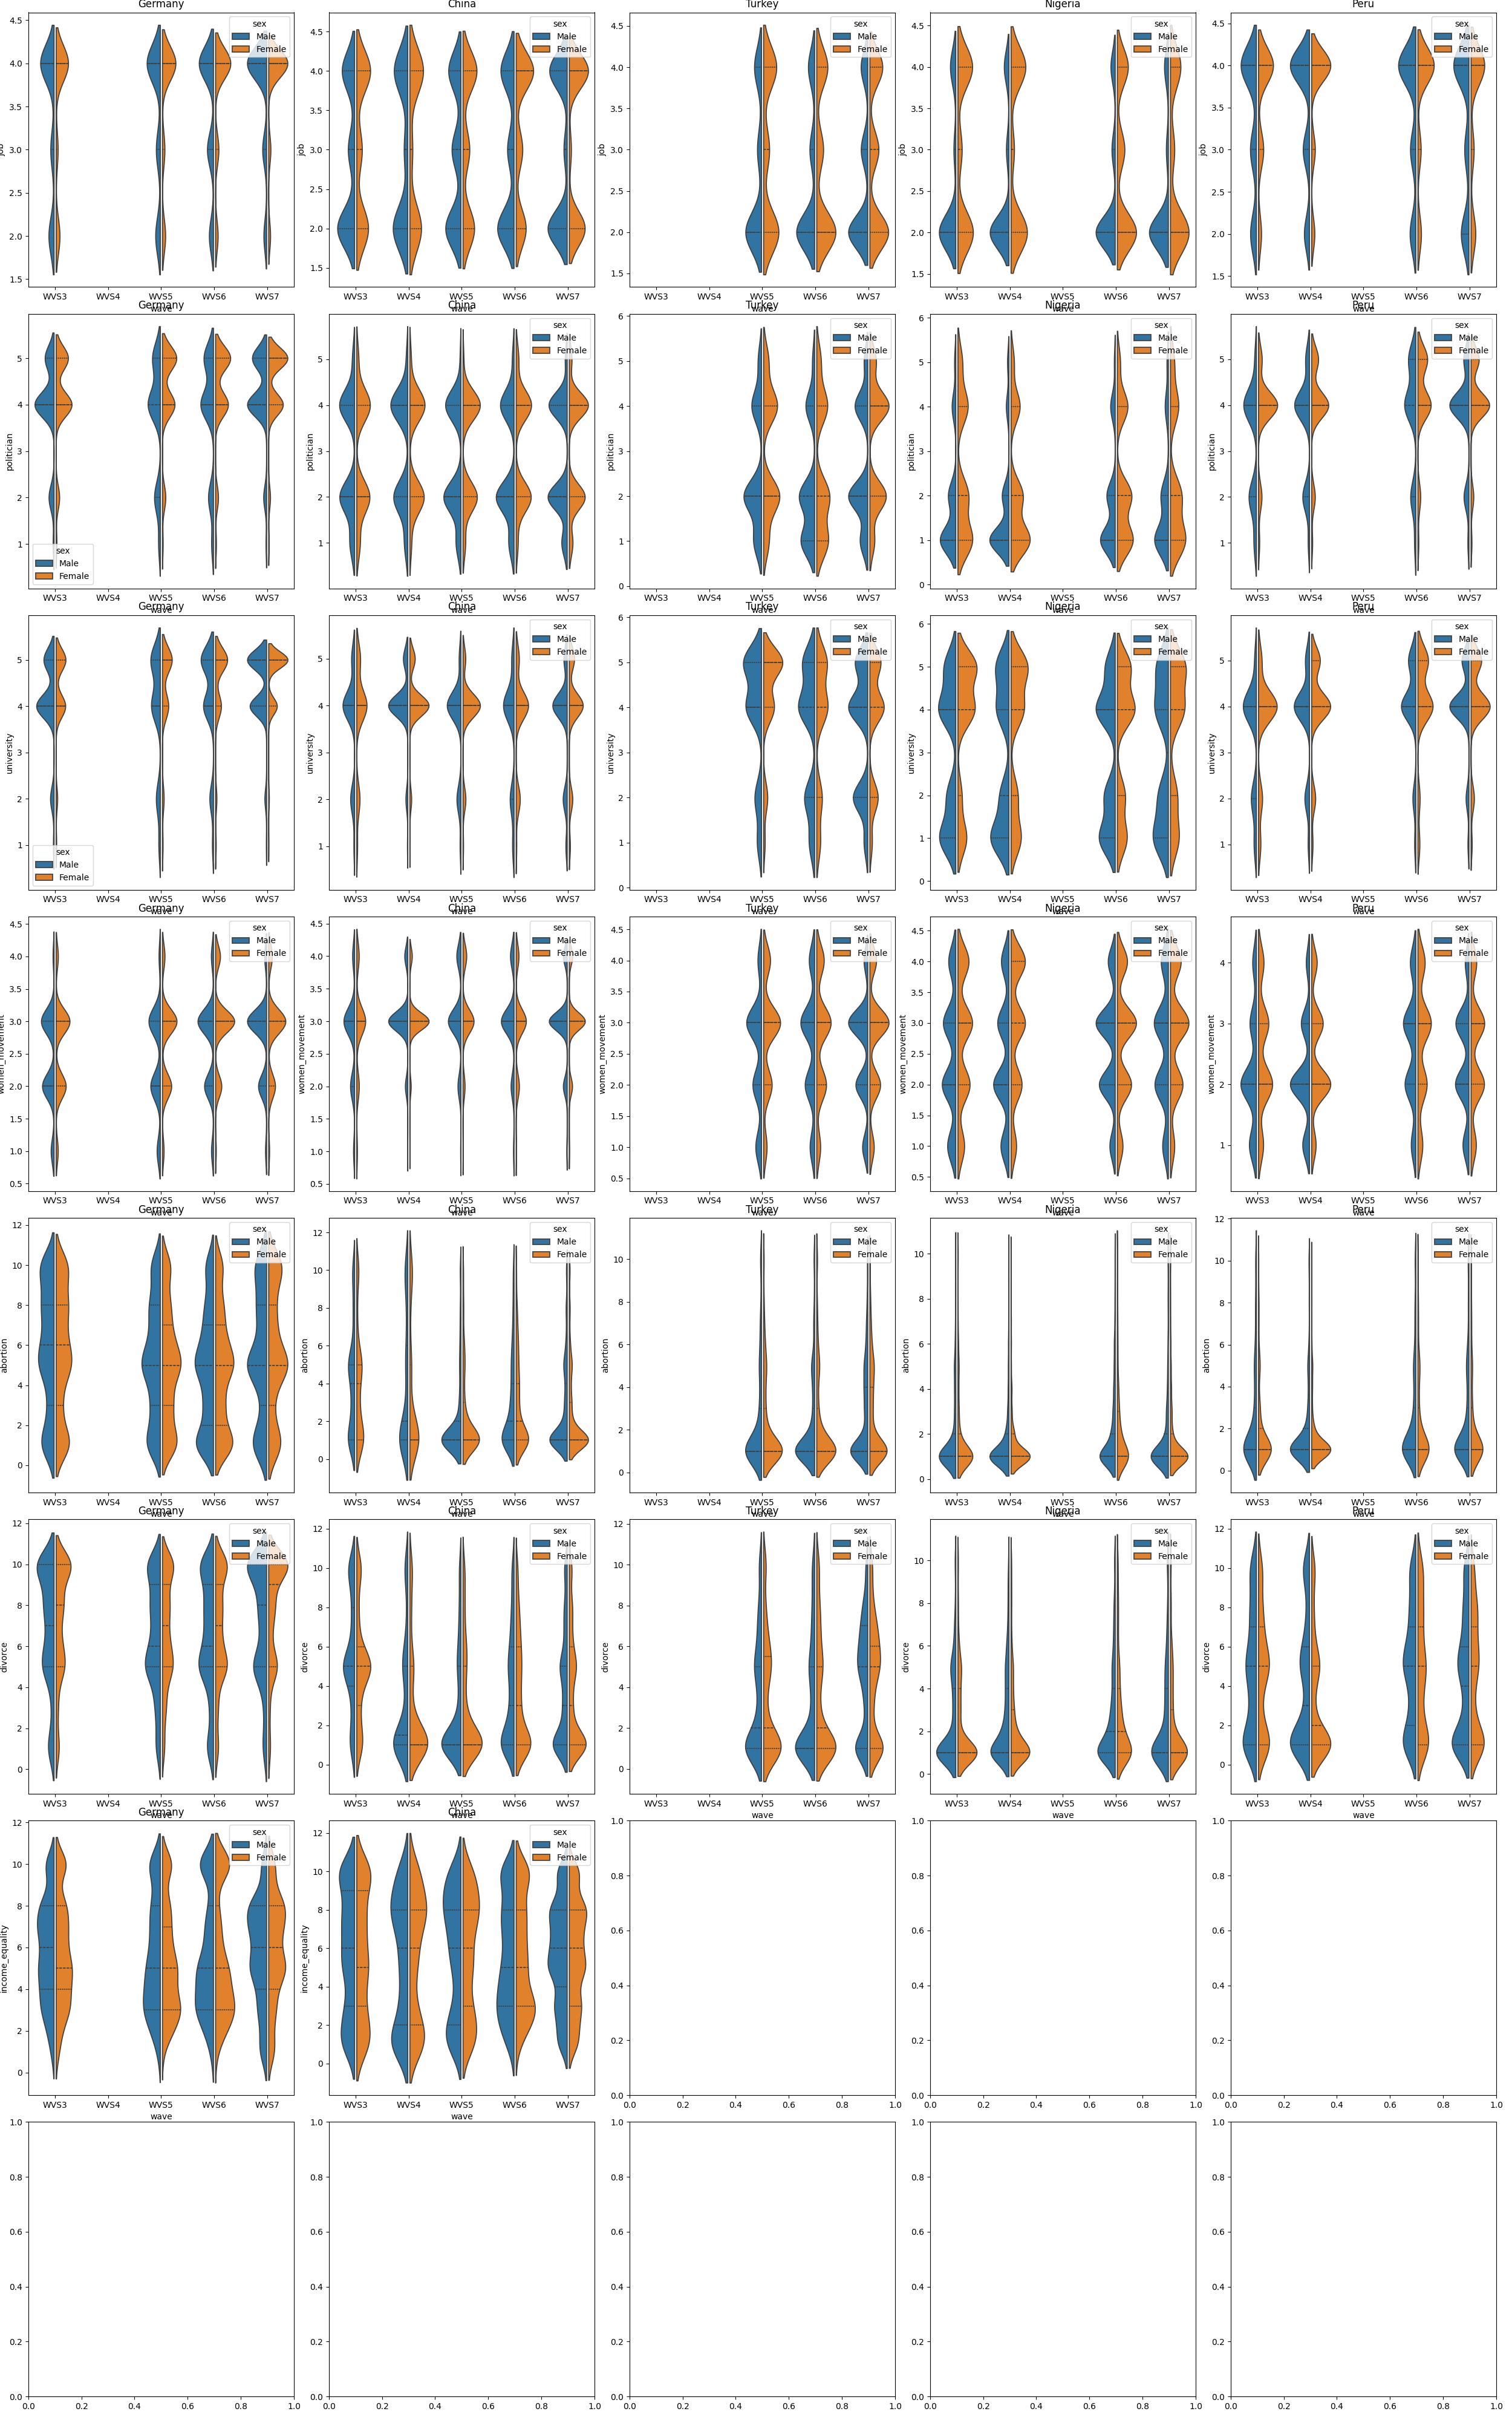 Germany
sex
Male
Female
job
4.5 4.0 3.5 3.0 2.5 2.0 1.5
WVS3 WVS4 WVS5 WVS6 WVS7
wave
China
sex
Male
Female
job
4.5 4.0 3.5 3.0 2.5 2.0 1.5
WVS3 WVS4 WVS5 WVS6 WVS7
wave
Turkey
sex
Male
Female
job
4.5 4.0 3.5 3.0 2.5 2.0 1.5
WVS3 WVS4 WVS5 WVS6 WVS7
wave
Nigeria
sex
Male
Female
job
4.5 4.0 3.5 3.0 2.5 2.0 1.5
WVS3 WVS4 WVS5 WVS6 WVS7
wave
Peru
sex
Male
Female
job
4.5 4.0 3.5 3.0 2.5 2.0 1.5
WVS3 WVS4 WVS5 WVS6 WVS7
wave
Germany
politician
5 4 3 2 1
sex
Male
Female
WVS3 WVS4 WVS5 WVS6 WVS7
wave
China
sex
Male
Female
politician
5 4 3 2 1
WVS3 WVS4 WVS5 WVS6 WVS7
wave
Turkey
sex
Male
Female
politician
6 5 4 3 2 1 0
WVS3 WVS4 WVS5 WVS6 WVS7
wave
Nigeria
sex
Male
Female
politician
6 5 4 3 2 1 0
WVS3 WVS4 WVS5 WVS6 WVS7
wave
Peru
sex
Male
Female
politician
5 4 3 2 1
WVS3 WVS4 WVS5 WVS6 WVS7
wave
Germany
university
5 4 3 2 1
sex
Male
Female
WVS3 WVS4 WVS5 WVS6 WVS7
wave
China
sex
Male
Female
university
5 4 3 2 1
WVS3 WVS4 WVS5 WVS6 WVS7
wave
Turkey
sex
Male
Female
university
6 5 4 3 2 1 0
WVS3 WVS4 WVS5 WVS6 WVS7
wave
Nigeria
sex
Male
Female
university
6 5 4 3 2 1 0
WVS3 WVS4 WVS5 WVS6 WVS7
wave
Peru
sex
Male
Female
university
5 4 3 2 1
WVS3 WVS4 WVS5 WVS6 WVS7
wave
Germany
sex
Male
Female
women_movement
4.5 4.0 3.5 3.0 2.5 2.0 1.5 1.0 0.5
WVS3 WVS4 WVS5 WVS6 WVS7
wave
China
sex
Male
Female
women_movement
4.5 4.0 3.5 3.0 2.5 2.0 1.5 1.0 0.5
WVS3 WVS4 WVS5 WVS6 WVS7
wave
Turkey
sex
Male
Female
women_movement
4.5 4.0 3.5 3.0 2.5 2.0 1.5 1.0 0.5
WVS3 WVS4 WVS5 WVS6 WVS7
wave
Nigeria
sex
Male
Female
women_movement
4.5 4.0 3.5 3.0 2.5 2.0 1.5 1.0 0.5
WVS3 WVS4 WVS5 WVS6 WVS7
wave
Peru
sex
Male
Female
women_movement
4 3 2 1
WVS3 WVS4 WVS5 WVS6 WVS7
wave
Germany
sex
Male
Female
abortion
12 10 8 6 4 2 0
WVS3 WVS4 WVS5 WVS6 WVS7
wave
China
sex
Male
Female
abortion
12 10 8 6 4 2 0
WVS3 WVS4 WVS5 WVS6 WVS7
wave
Turkey
sex
Male
Female
abortion
10 8 6 4 2 0
WVS3 WVS4 WVS5 WVS6 WVS7
wave
Nigeria
sex
Male
Female
abortion
10 8 6 4 2 0
WVS3 WVS4 WVS5 WVS6 WVS7
wave
Peru
sex
Male
Female
abortion
12 10 8 6 4 2 0
WVS3 WVS4 WVS5 WVS6 WVS7
wave
Germany
sex
Male
Female
divorce
12 10 8 6 4 2 0
WVS3 WVS4 WVS5 WVS6 WVS7
wave
China
sex
Male
Female
divorce
12 10 8 6 4 2 0
WVS3 WVS4 WVS5 WVS6 WVS7
wave
Turkey
sex
Male
Female
divorce
12 10 8 6 4 2 0
WVS3 WVS4 WVS5 WVS6 WVS7
wave
Nigeria
sex
Male
Female
divorce
10 8 6 4 2 0
WVS3 WVS4 WVS5 WVS6 WVS7
wave
Peru
sex
Male
Female
divorce
12 10 8 6 4 2 0
WVS3 WVS4 WVS5 WVS6 WVS7
wave
Germany
sex
Male
Female
income_equality
12 10 8 6 4 2 0
WVS3 WVS4 WVS5 WVS6 WVS7
wave
China
sex
Male
Female
income_equality
12 10 8 6 4 2 0
WVS3 WVS4 WVS5 WVS6 WVS7
wave
1.0 0.8 0.6 0.4 0.2 0.0
0.0 0.2 0.4 0.6 0.8 1.0
1.0 0.8 0.6 0.4 0.2 0.0
0.0 0.2 0.4 0.6 0.8 1.0
1.0 0.8 0.6 0.4 0.2 0.0
0.0 0.2 0.4 0.6 0.8 1.0
1.0 0.8 0.6 0.4 0.2 0.0
0.0 0.2 0.4 0.6 0.8 1.0
1.0 0.8 0.6 0.4 0.2 0.0
0.0 0.2 0.4 0.6 0.8 1.0
1.0 0.8 0.6 0.4 0.2 0.0
0.0 0.2 0.4 0.6 0.8 1.0
1.0 0.8 0.6 0.4 0.2 0.0
0.0 0.2 0.4 0.6 0.8 1.0
1.0 0.8 0.6 0.4 0.2 0.0
0.0 0.2 0.4 0.6 0.8 1.0